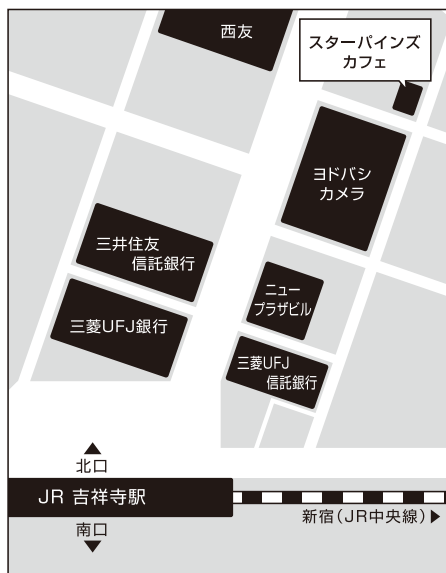 西友
スターパインズ
カフェ
ヨドバシ
カメラ
三井住友
信託銀行
ニュー
プラザビル
三菱UFJ銀行
三菱UFJ
信託銀行
▲
北口
JR 吉祥寺駅
南口
▼
新宿(JR中央線)▶